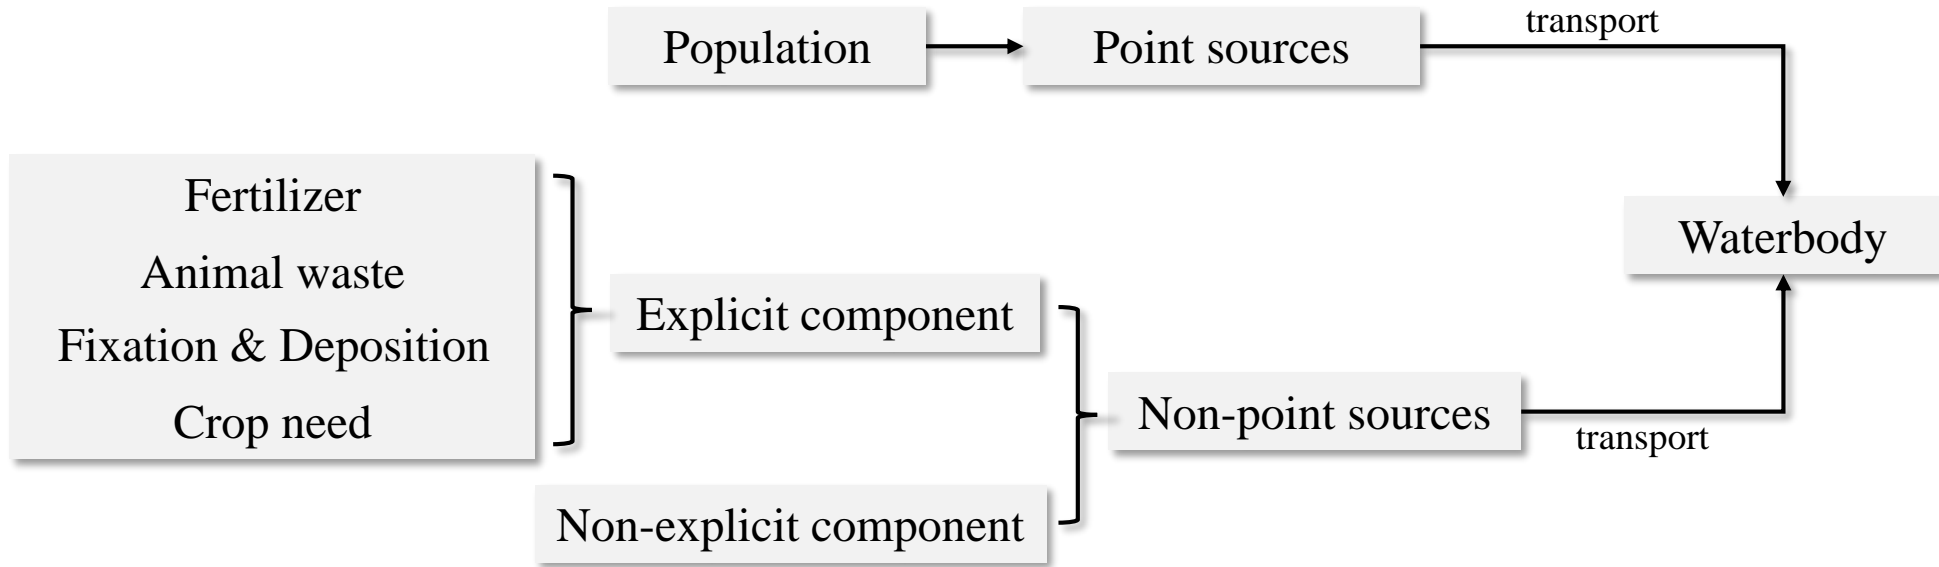 Population
Point sources
transport
Fertilizer
Animal waste
Fixation & Deposition
Crop need
Explicit component
Non-explicit component
Non-point sources
transport
Waterbody